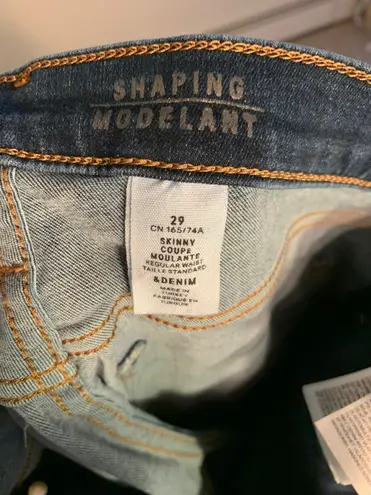 SHAPING
MODELANT
29
CN 165/74A
SKINNY
COUPE
MOULANTE
REGULAR WAIST
TAILLE STANDARD
&DENIM
MADE IN
TURKEY
FABRIQUÉ EN
TURQUIE